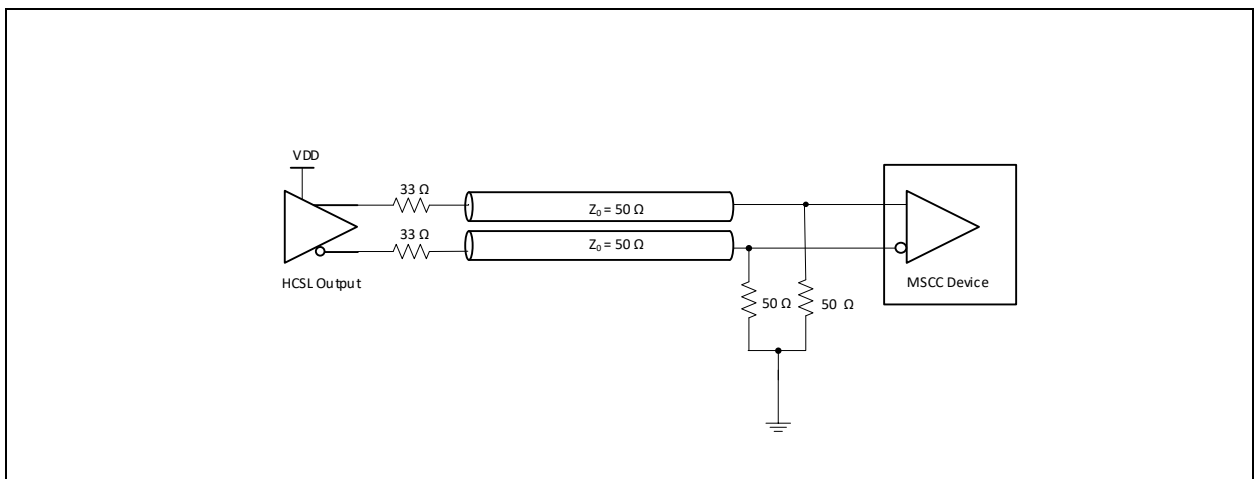 VDD
33 Ω
Z₀ = 50 Ω
33 Ω
Z₀ = 50 Ω
HCSL Output
MSCC Device
50 Ω
50 Ω